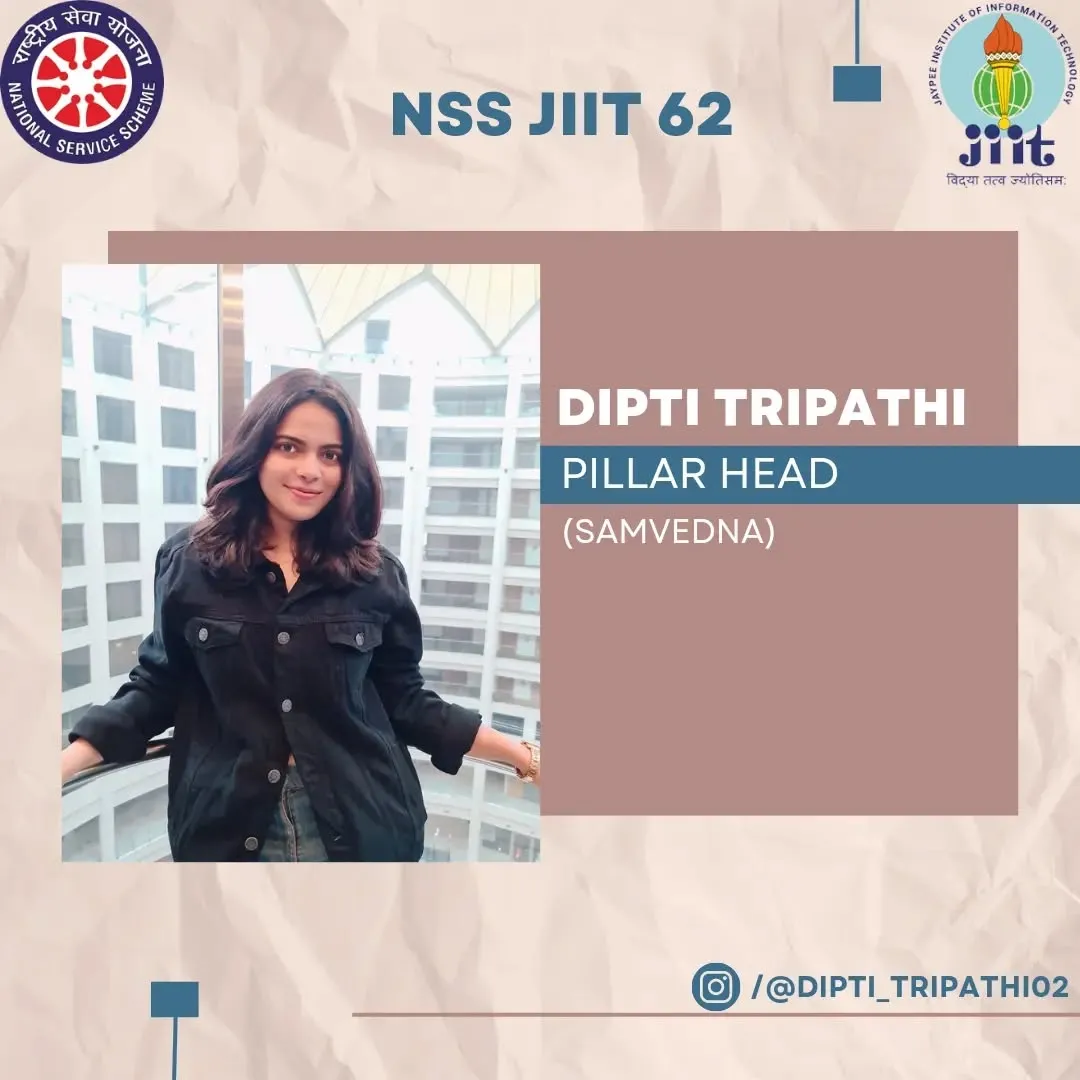 राष्ट्रीय सेवा योजना
NATIONAL SERVICE SCHEME
NSS JIIT 62
JAYPEE INSTITUTE OF INFORMATION TECHNOLOGY
jiit
विद्या तत्व ज्योतिसमः
DIPTI TRIPATHI
PILLAR HEAD
(SAMVEDNA)
/@DIPTI_TRIPATHI02